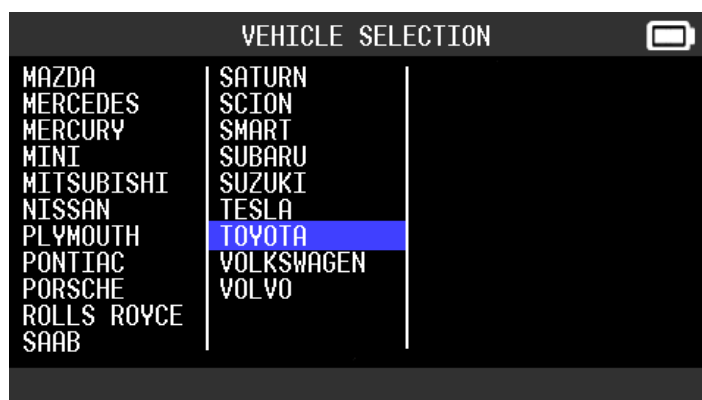 VEHICLE SELECTION
MAZDA
MERCEDES
MERCURY
MINI
MITSUBISHI
NISSAN
PLYMOUTH
PONTIAC
PORSCHE
ROLLS ROYCE
SAAB
SATURN
SCION
SMART
SUBARU
SUZUKI
TESLA
TOYOTA
VOLKSWAGEN
VOLVO